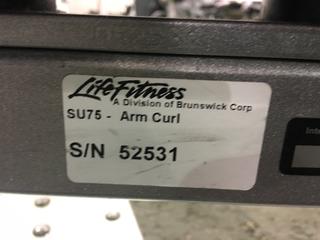 LifeFitness
A Division of Brunswick Corp
SU75 - Arm Curl
S/N 52531